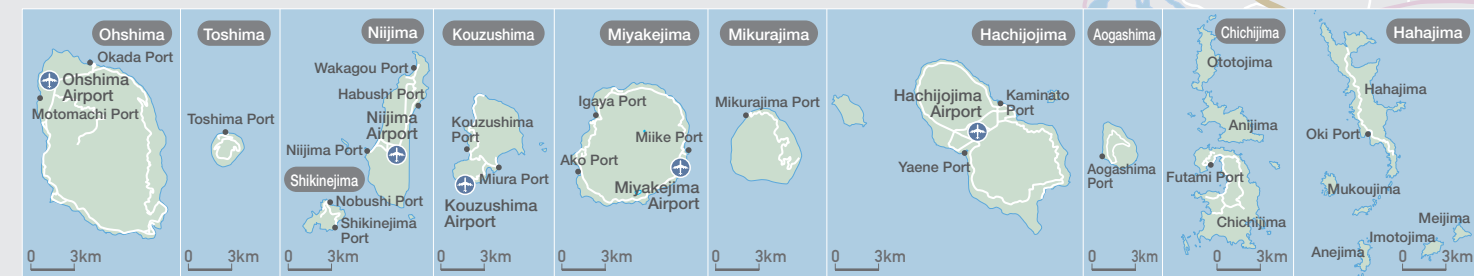 Ohshima
Okada Port
Ohshima
Airport
Motomachi Port
0 3km
Toshima
Toshima Port
0 3km
Niijima
Wakagou Port
Habushi Port
Niijima
Airport
Niijima Port
Shikinejima
Nobushi Port
Shikinejima
Port
0 3km
Kouzushima
Kouzushima
Port
Miura Port
Kouzushima
Airport
0 3km
Miyakejima
Igaya Port
Miike Port
Ako Port
Miyakejima
Airport
0 3km
Mikurajima
Mikurajima Port
0 3km
Hachijojima
Hachijojima
Airport
Kaminato
Port
Yaene Port
0 3km
Aogashima
Aogashima
Port
0 3km
Chichijima
Ototojima
Anijima
Futami Port
Chichijima
0 3km
Hahajima
Hahajima
Oki Port
Mukoujima
Meijima
Imotojima
Anejima
0 3km